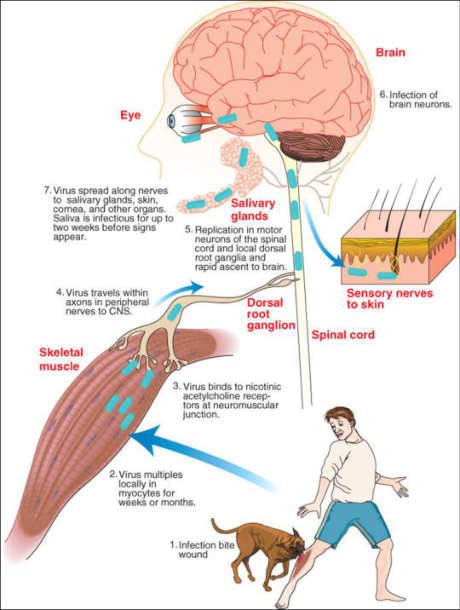 Brain
6. Infection of
brain neurons.
Eye
7. Virus spread along nerves
to salivary glands, skin,
cornea, and other organs.
Saliva is infectious for up to
two weeks before signs
appear.
Salivary
glands
5. Replication in motor
neurons of the spinal
cord and local dorsal
root ganglia and
rapid ascent to brain.
Sensory nerves
to skin
4. Virus travels within
axons in peripheral
nerves to CNS.
Dorsal
root
ganglion
Spinal cord
Skeletal
muscle
3. Virus binds to nicotinic
acetylcholine recep-
tors at neuromuscular
junction.
2. Virus multiples
locally in
myocytes for
weeks or months.
1. Infection bite
wound